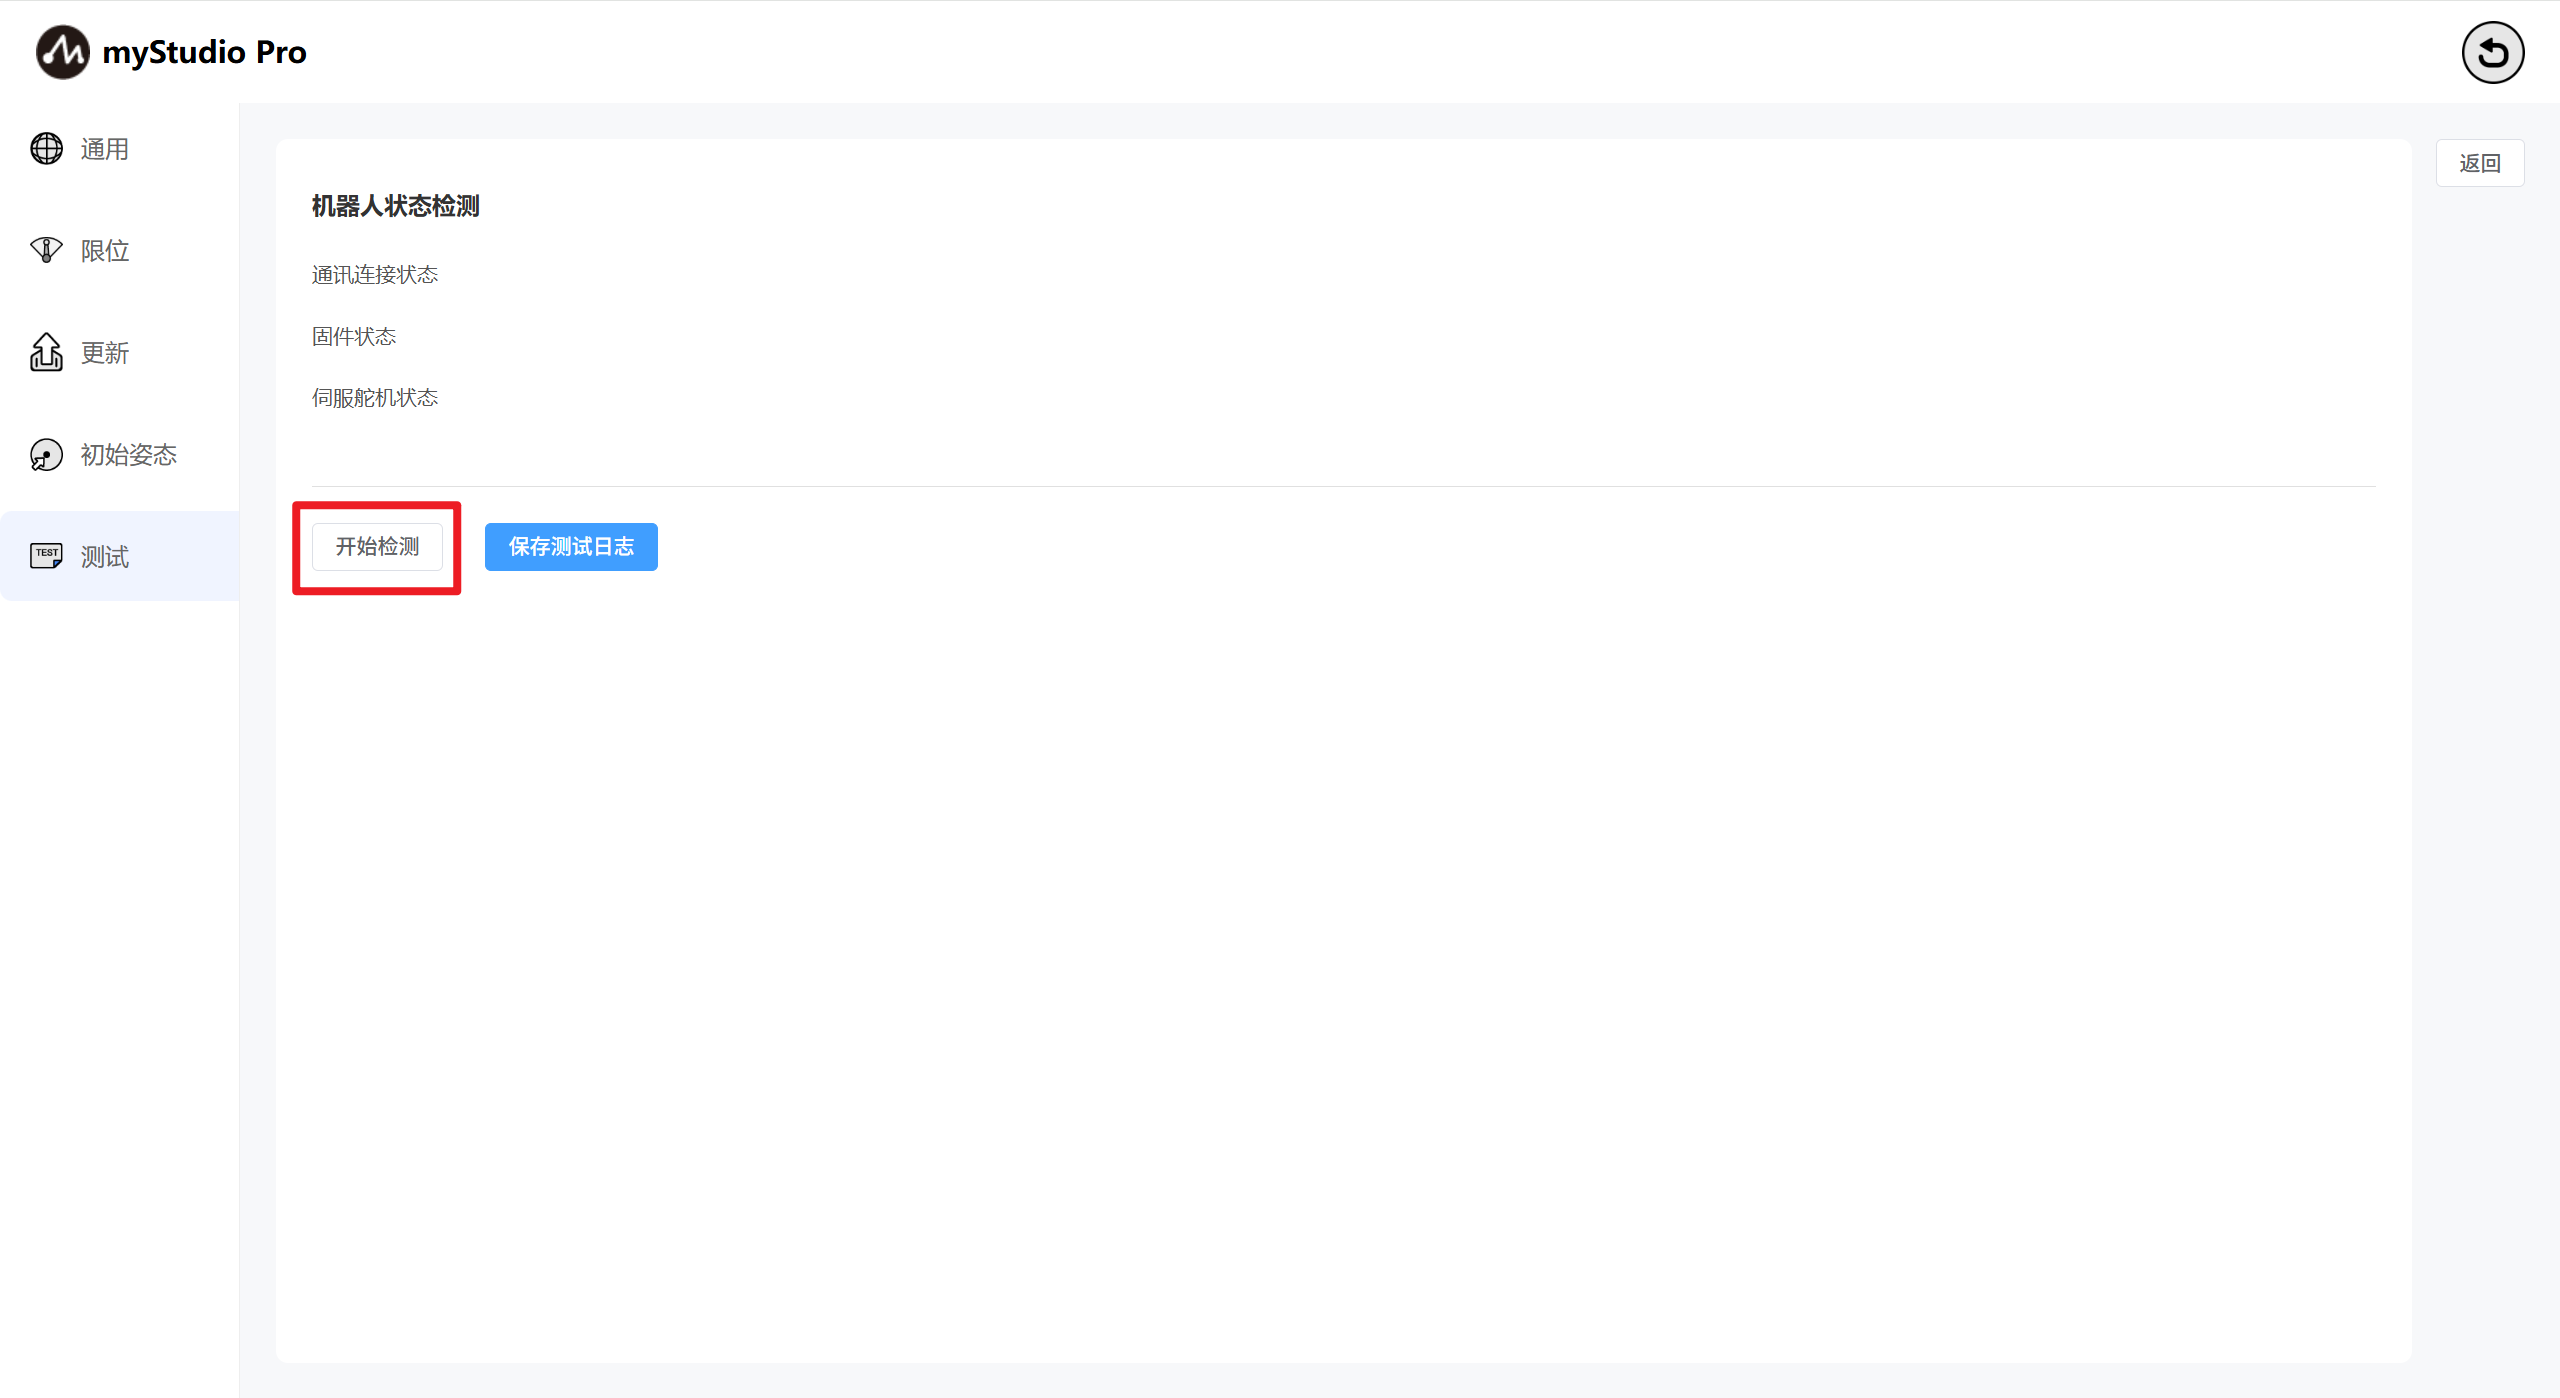 myStudio Pro
通用
限位
更新
初始姿态
TEST
测试
返回
机器人状态检测
通讯连接状态
固件状态
伺服舵机状态
开始检测
保存测试日志